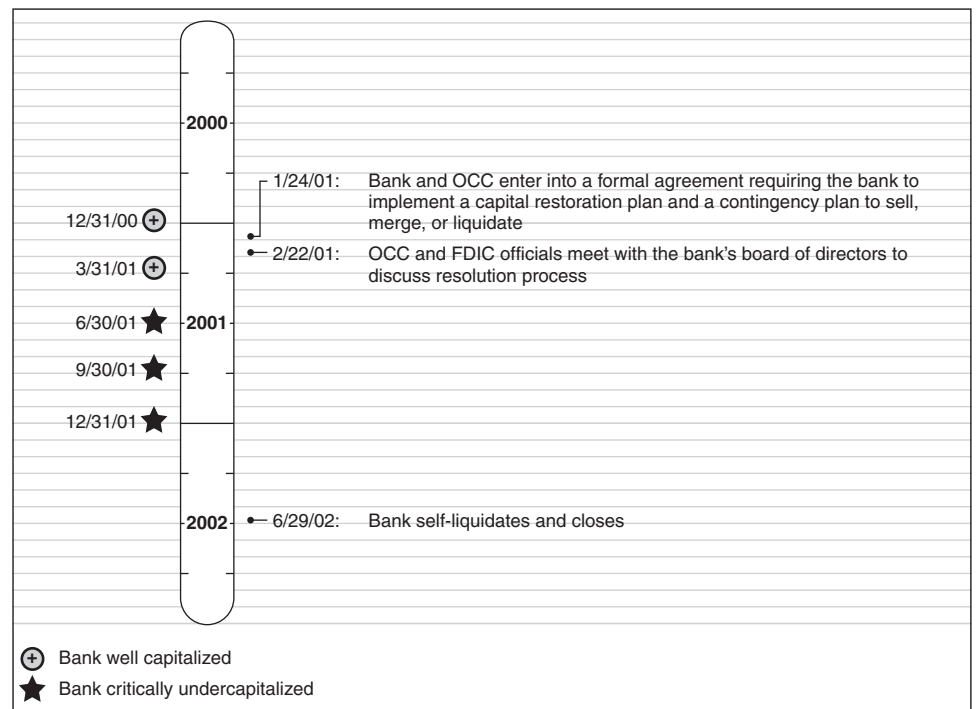 2000
1/24/01: Bank and OCC enter into a formal agreement requiring the bank to
implement a capital restoration plan and a contingency plan to sell,
merge, or liquidate
12/31/00
2/22/01: OCC and FDIC officials meet with the bank's board of directors to
discuss resolution process
3/31/01
6/30/01
2001
9/30/01
12/31/01
2002
6/29/02: Bank self-liquidates and closes
Bank well capitalized
Bank critically undercapitalized